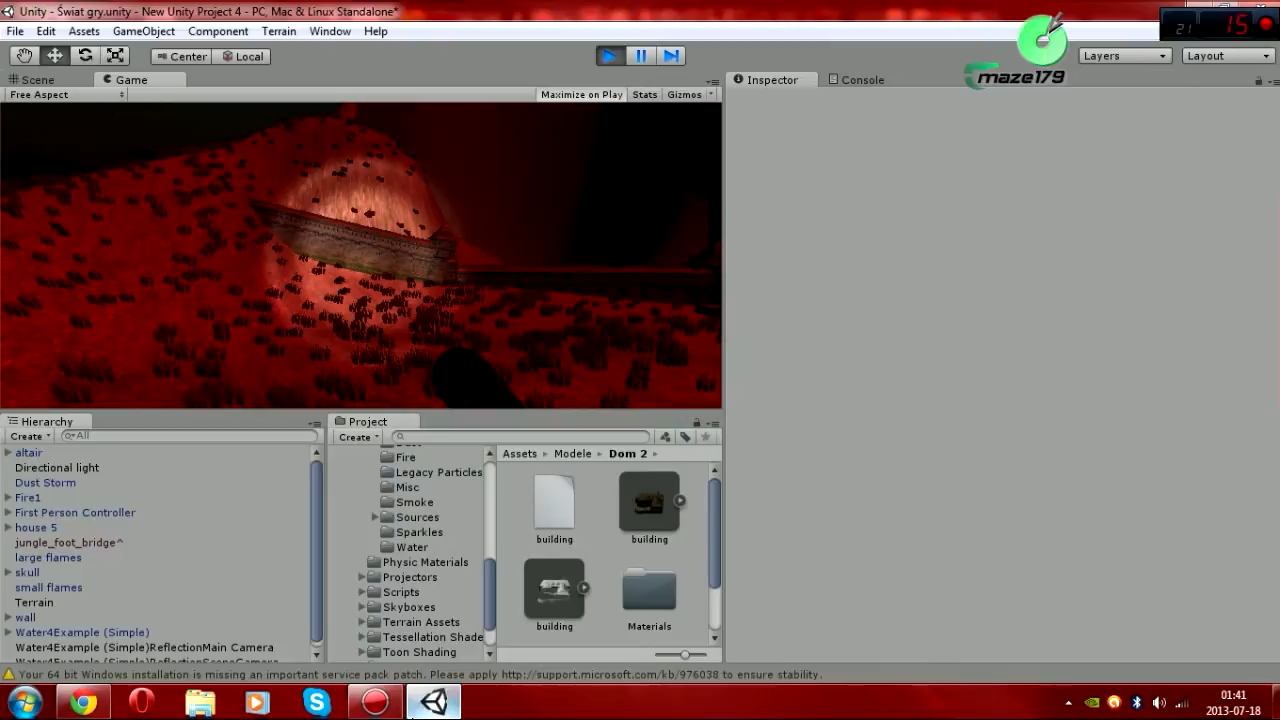 Unity - Świat gry.unity - New Unity Project 4 - PC, Mac & Linux Standalone*
File Edit Assets GameObject Component Terrain Window Help
21 15
Center Local Layers Layout
maze179
Scene Game Inspector Console
Free Aspect Maximize on Play Stats Gizmos
Hierarchy Project
Create All Create
altair
Directional light
Dust Storm
Fire1
First Person Controller
house 5
jungle_foot_bridge^
large flames
skull
small flames
Terrain
wall
Water4Example (Simple)
Water4Example (Simple)ReflectionMain Camera
Water4Example (Simple)ReflectionSceneCamera
Fire
Legacy Particles
Misc
Smoke
Sources
Sparkles
Water
Physic Materials
Projectors
Scripts
Skyboxes
Terrain Assets
Tessellation Shade
Toon Shading
Assets Modele Dom 2
building building
building Materials
Your 64 bit Windows installation is missing an important service pack patch. Please apply http://support.microsoft.com/kb/976038 to ensure stability.
01:41
2013-07-18